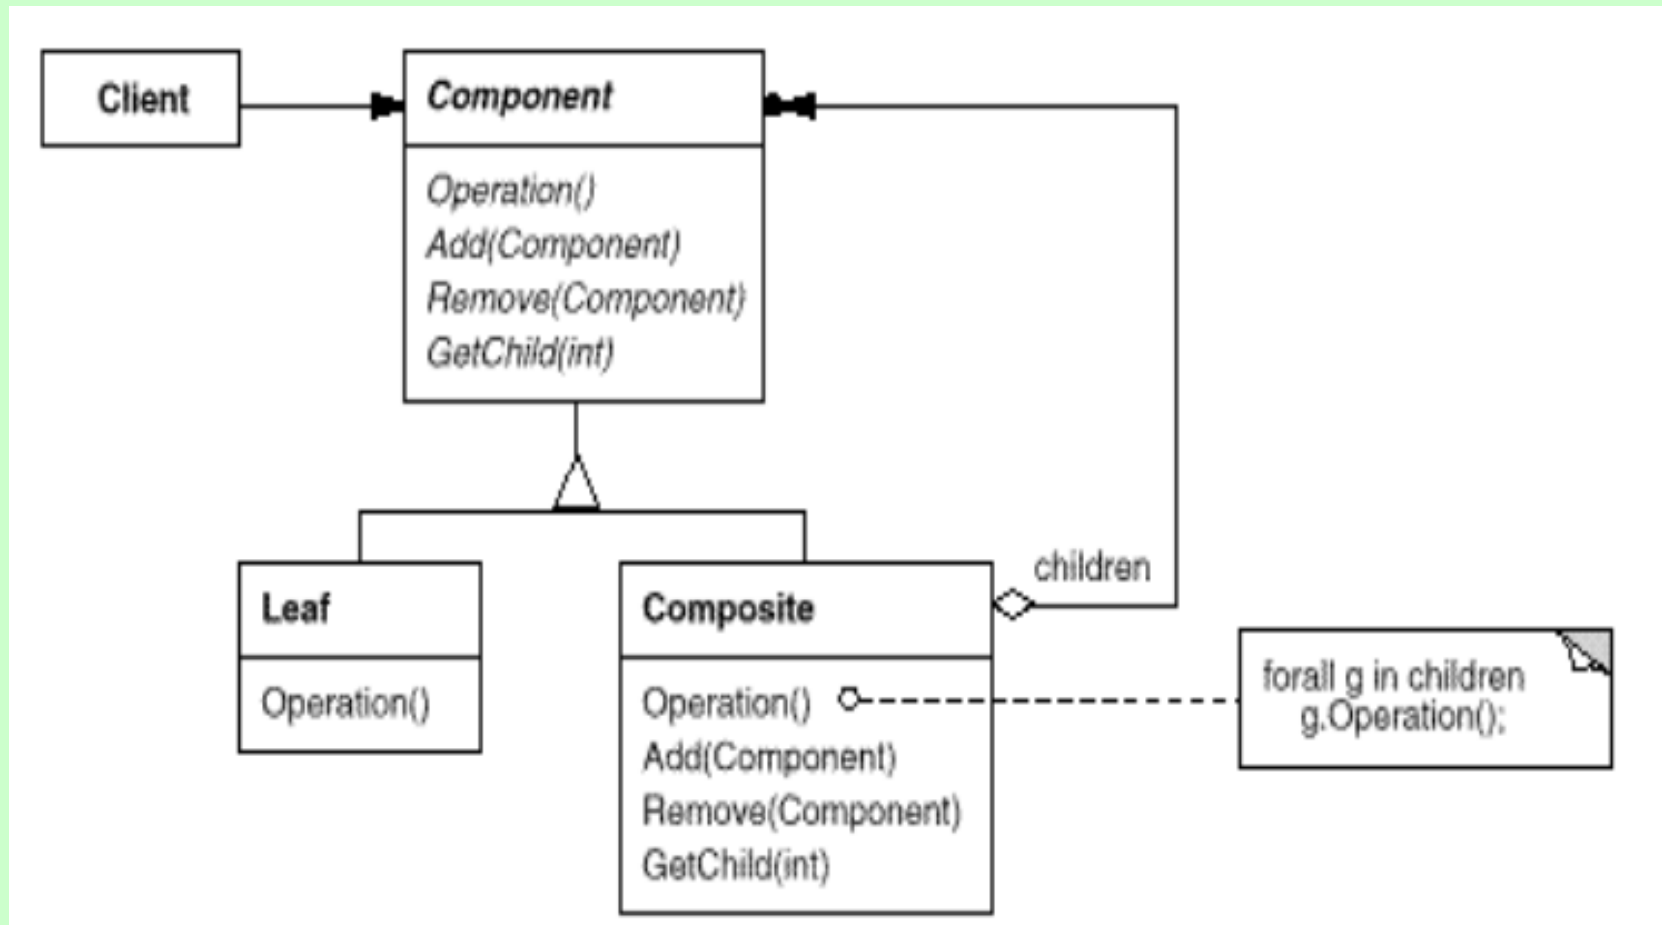 Client
Component
Operation()
Add(Component)
Remove(Component)
GetChild(int)
Leaf
Operation()
Composite
Operation()
Add(Component)
Remove(Component)
GetChild(int)
children
forall g in children
g.Operation();